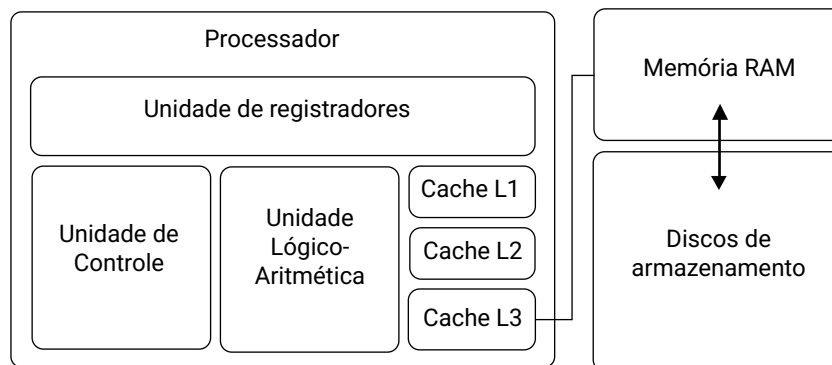 Processador
Unidade de registradores
Unidade de
Controle
Unidade
Lógico-
Aritmética
Cache L1
Cache L2
Cache L3
Memória RAM
Discos de
armazenamento